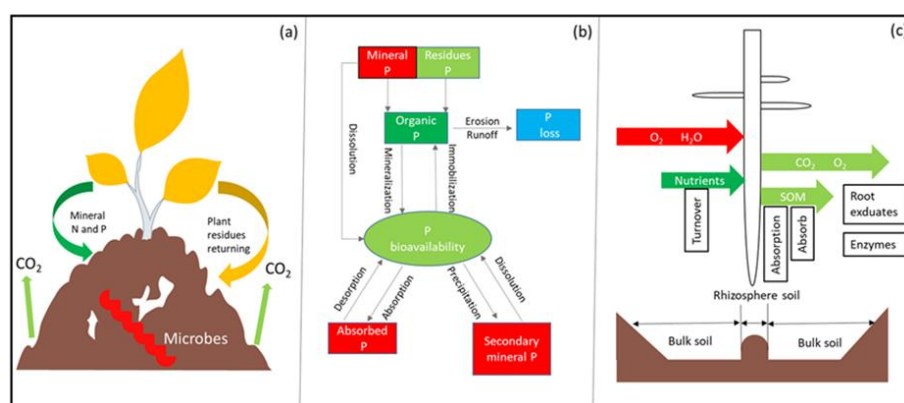 (a)
Mineral
N and P
Plant
residues
returning
CO2
CO2
Microbes
(b)
Mineral
P
Residues
P
Organic
P
Erosion
Runoff
P
loss
Dissolution
Mineralization
Immobilization
P
bioavailability
Desorption
Absorption
Precipitation
Dissolution
Absorbed
P
Secondary
mineral P
(c)
O2 H2O
CO2 O2
Nutrients
SOM
Turnover
Absorption
Absorb
Root
exduates
Enzymes
Rhizosphere soil
Bulk soil
Bulk soil